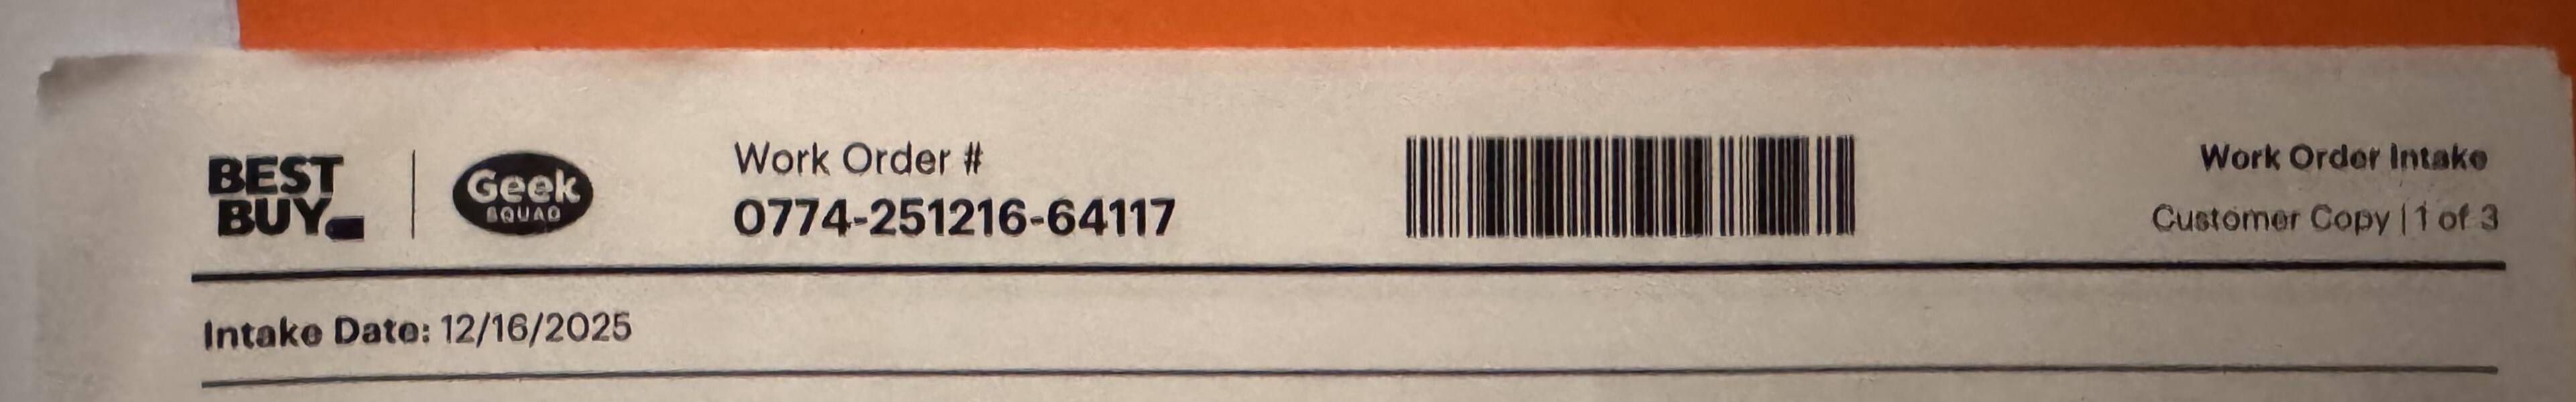 BEST BUY
Geek SQUAD
Work Order #
0774-251216-64117
Work Order Intake
Customer Copy | 1 of 3
Intake Date: 12/16/2025